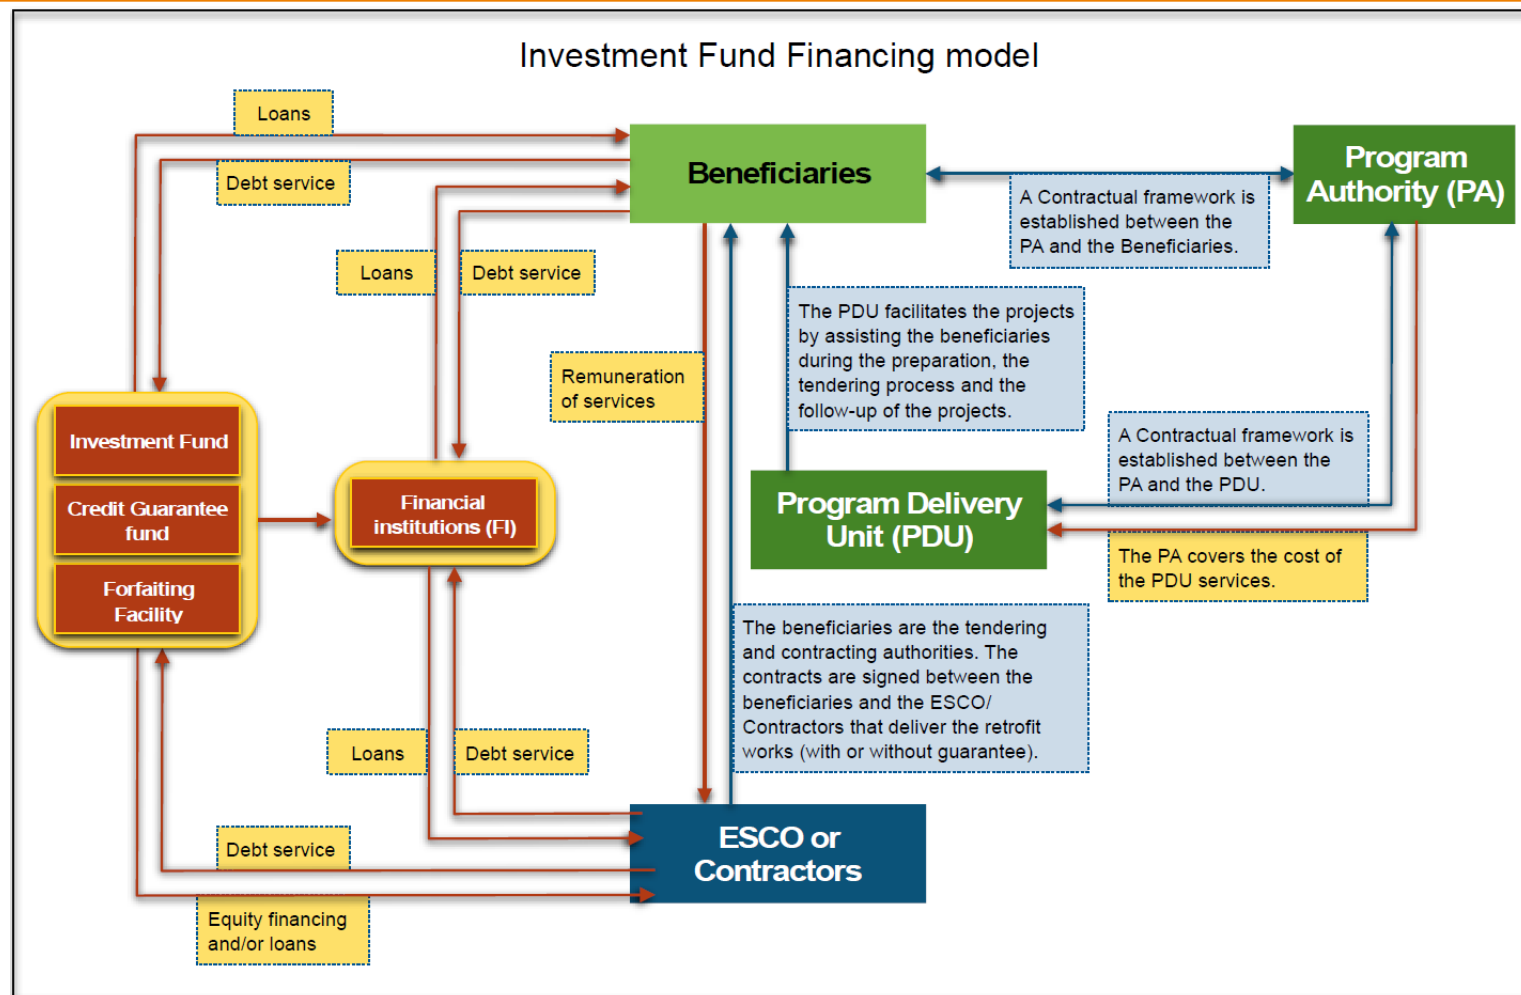 Investment Fund Financing model
Loans
Debt service
Beneficiaries
Program
Authority (PA)
A Contractual framework is
established between the
PA and the Beneficiaries.
Loans
Debt service
The PDU facilitates the projects
by assisting the beneficiaries
during the preparation, the
tendering process and the
follow-up of the projects.
Remuneration
of services
Investment Fund
Credit Guarantee
fund
Forfaiting
Facility
Financial
institutions (FI)
Program Delivery
Unit (PDU)
A Contractual framework is
established between the
PA and the PDU.
The PA covers the cost of
the PDU services.
The beneficiaries are the tendering
and contracting authorities. The
contracts are signed between the
beneficiaries and the ESCO/
Contractors that deliver the retrofit
works (with or without guarantee).
Loans
Debt service
ESCO or
Contractors
Debt service
Equity financing
and/or loans